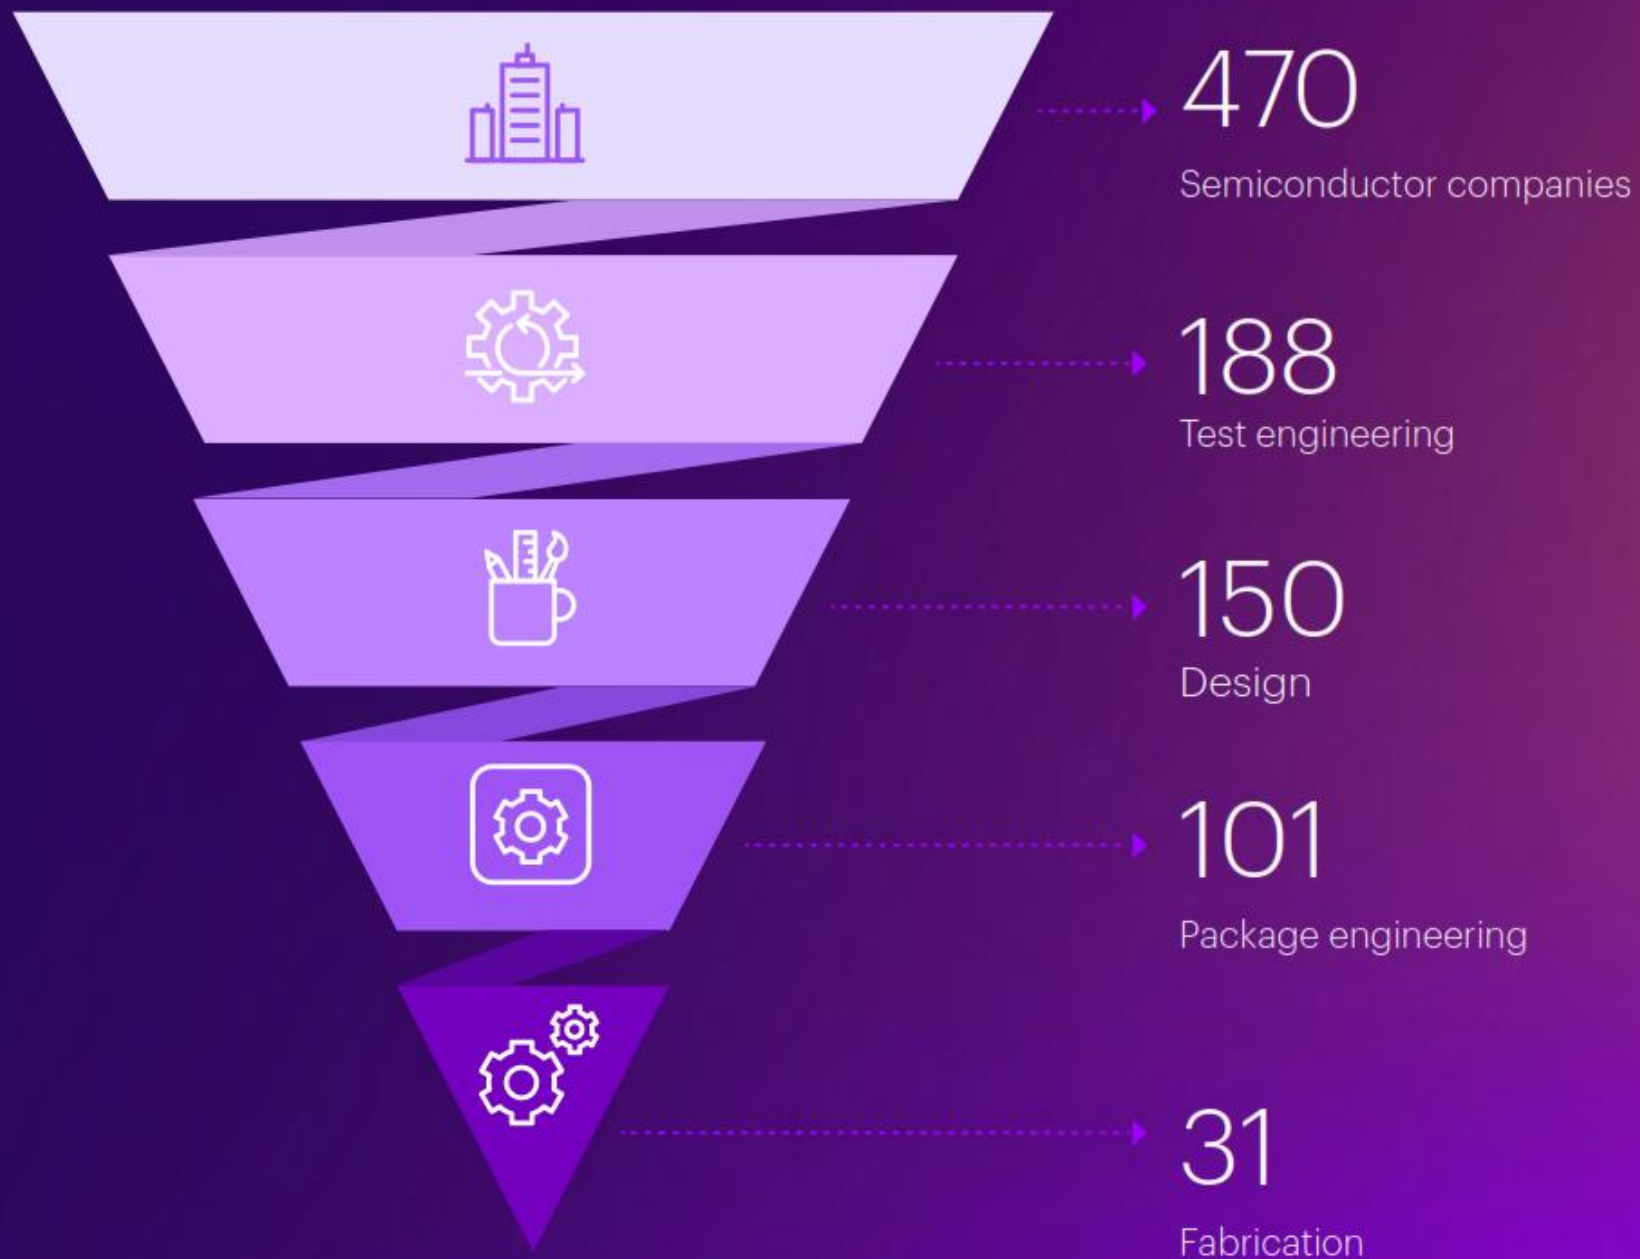 470
Semiconductor companies
188
Test engineering
150
Design
101
Package engineering
31
Fabrication